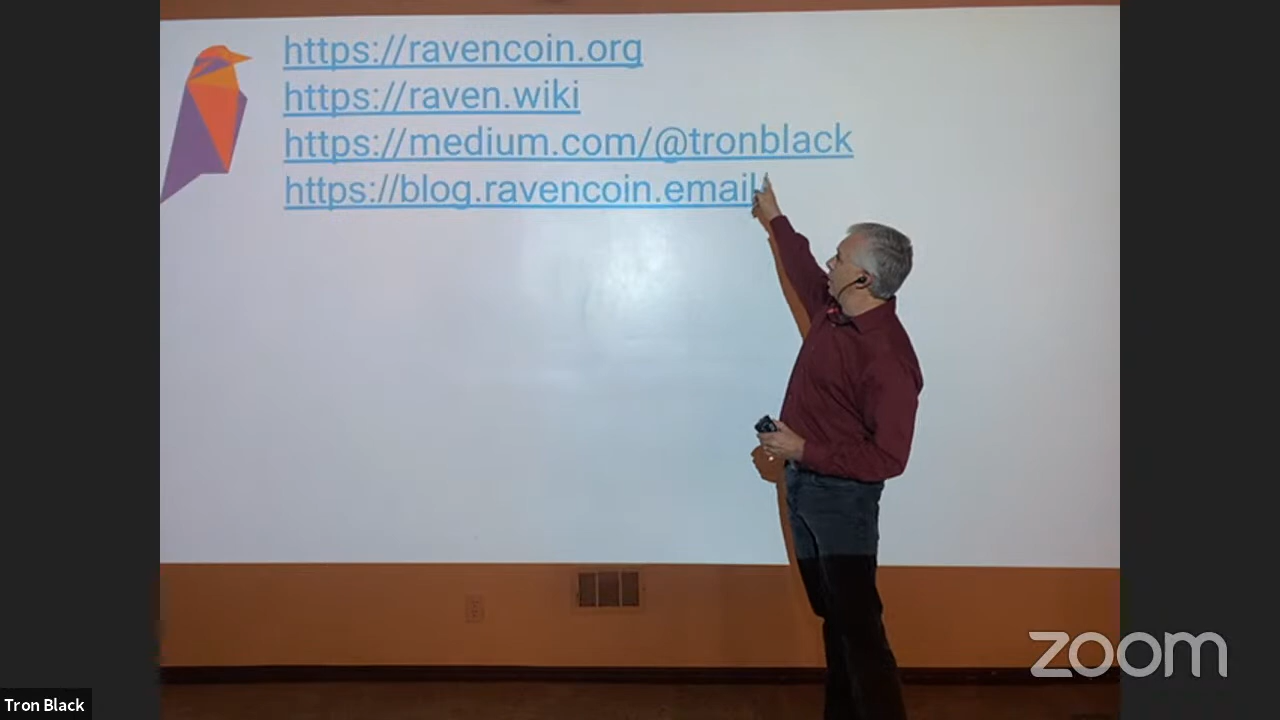 https://ravencoin.org
https://raven.wiki
https://medium.com/@tronblack
https://blog.ravencoin.email
zoom
Tron Black